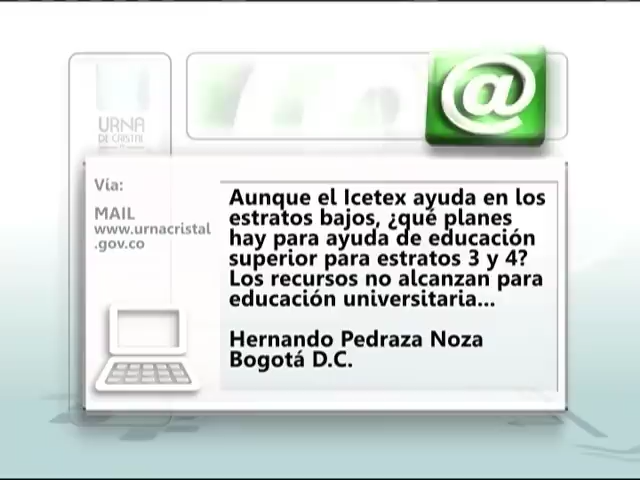 URNA
DE CRISTAL
Vía:
MAIL
www.urnacristal
.gov.co
@
Aunque el Icetex ayuda en los
estratos bajos, ¿qué planes
hay para ayuda de educación
superior para estratos 3 y 4?
Los recursos no alcanzan para
educación universitaria...
Hernando Pedraza Noza
Bogotá D.C.